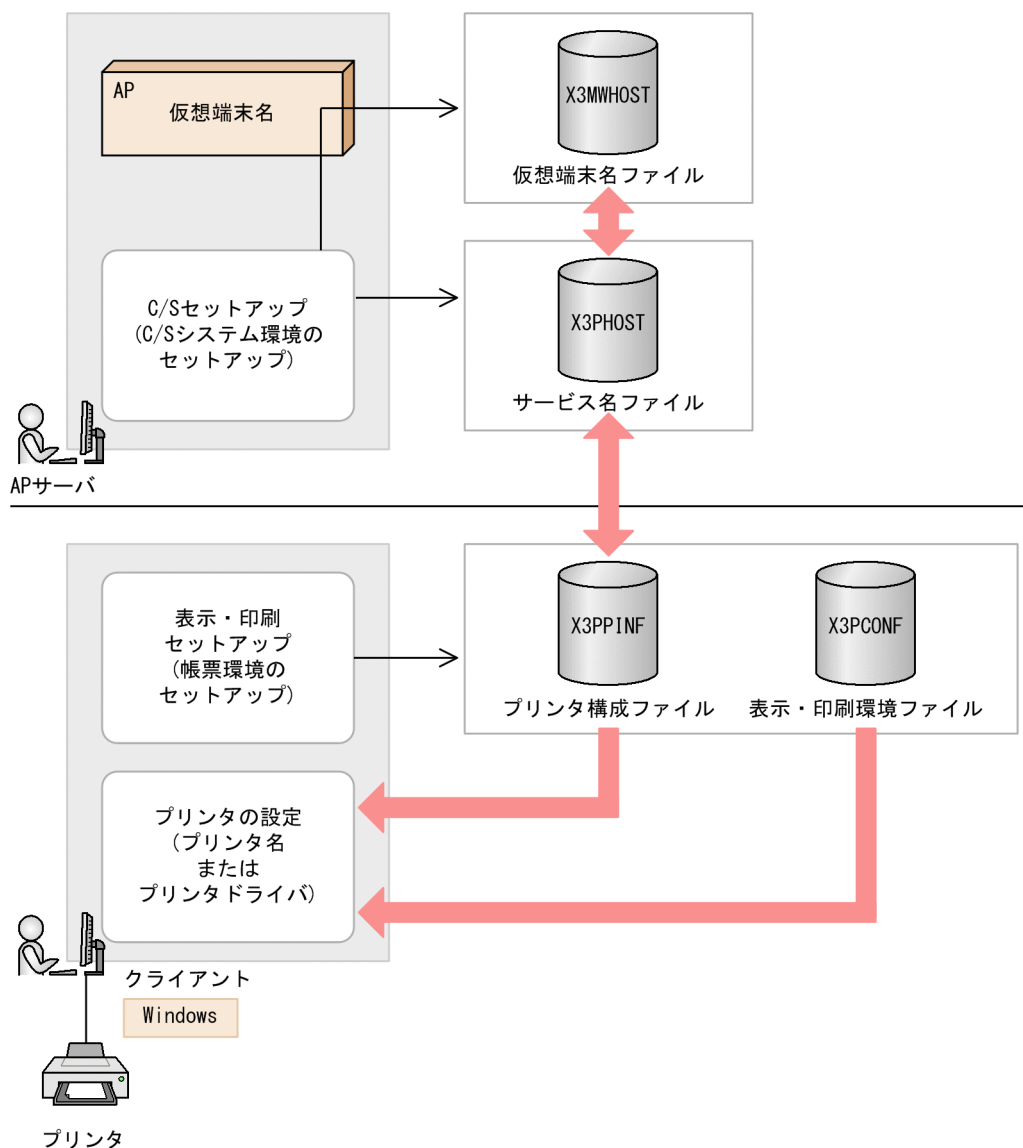 AP
仮想端末名
X3MWHOST
仮想端末名ファイル
C/Sセットアップ
(C/Sシステム環境の
セットアップ)
X3PHOST
サービス名ファイル
APサーバ
表示・印刷
セットアップ
(帳票環境の
セットアップ)
X3PPINF
プリンタ構成ファイル
X3PCONF
表示・印刷環境ファイル
プリンタの設定
(プリンタ名
または
プリンタドライバ)
クライアント
Windows
プリンタ